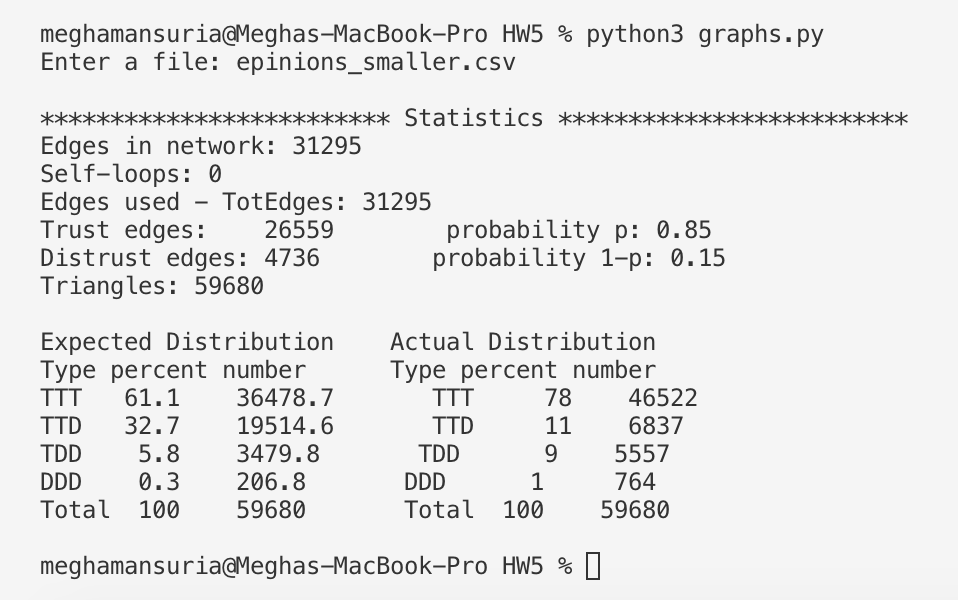 meghamansuria@Meghas-MacBook-Pro HW5 % python3 graphs.py
Enter a file: epinions_smaller.csv
************************* Statistics *************************
Edges in network: 31295
Self-loops: 0
Edges used - TotEdges: 31295
Trust edges:    26559        probability p: 0.85
Distrust edges: 4736        probability 1-p: 0.15
Triangles: 59680
Expected Distribution    Actual Distribution
Type percent number      Type percent number
TTT   61.1    36478.7       TTT     78    46522
TTD   32.7    19514.6       TTD     11    6837
TDD    5.8    3479.8       TDD      9    5557
DDD    0.3    206.8       DDD      1     764
Total  100    59680       Total  100    59680
meghamansuria@Meghas-MacBook-Pro HW5 %